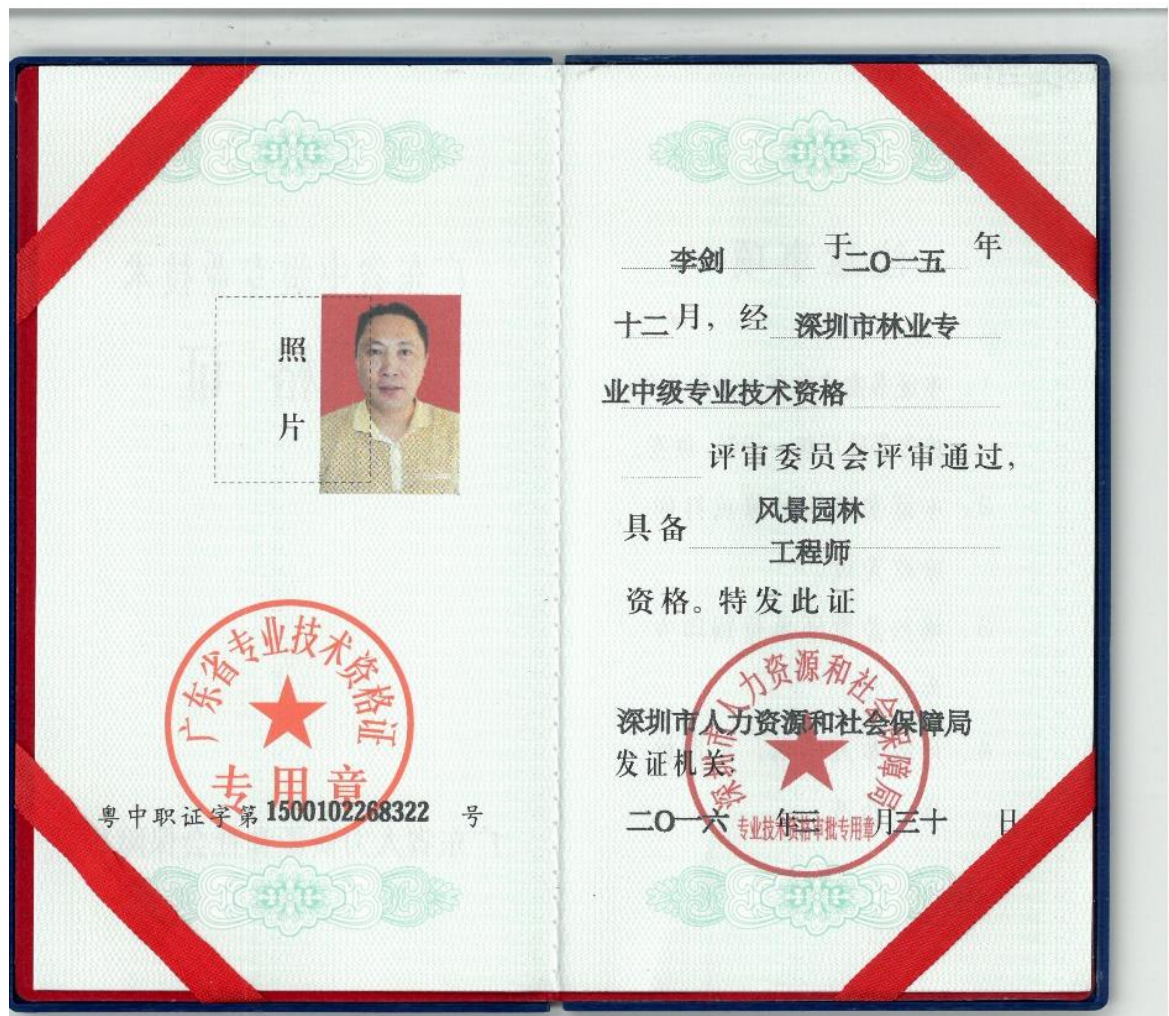 照
片
广东省专业技术资格证
专用章
粤中职证字第1500102268322号
李剑 于二〇一五年
十二月，经 深圳市林业专
业中级专业技术资格
评审委员会评审通过，
具备 风景园林
工程师
资格。特发此证
深圳市人力资源和社会保障局
深圳市人力资源和社会保障局
发证机关
二〇一六年三月三十日
专业技术资格审批专用章